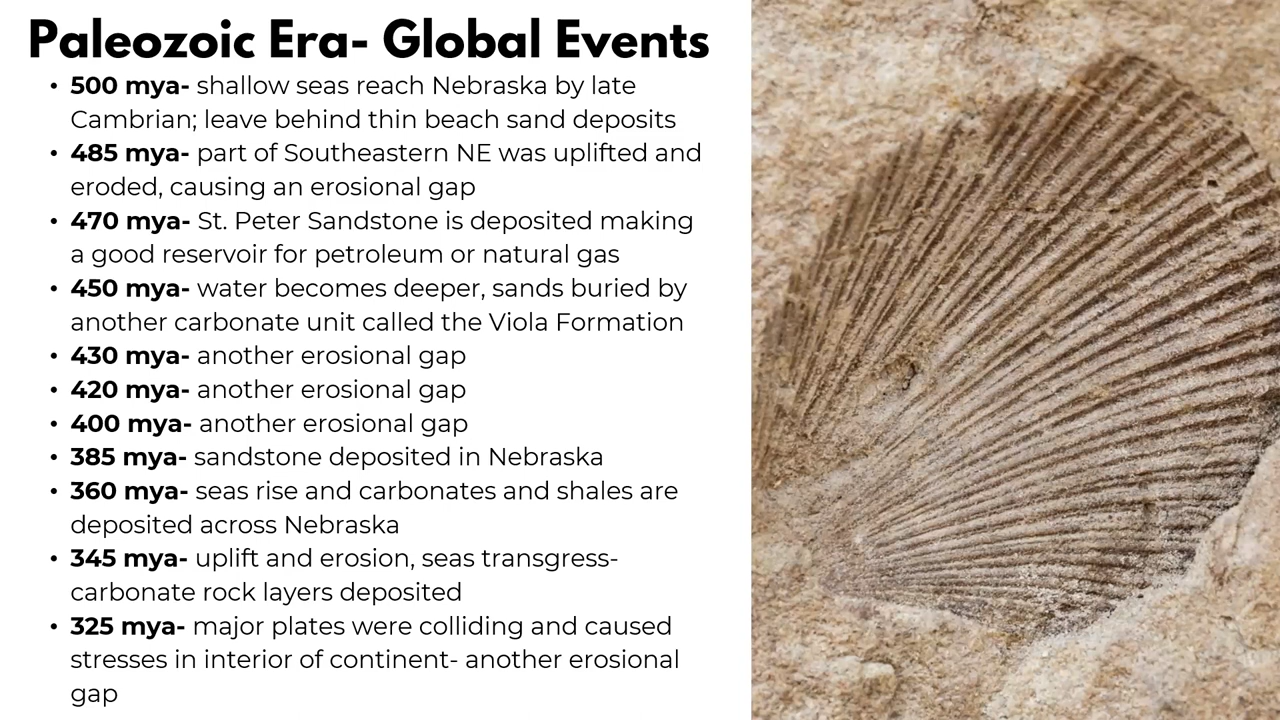 Paleozoic Era- Global Events
• 500 mya- shallow seas reach Nebraska by late
Cambrian; leave behind thin beach sand deposits
• 485 mya- part of Southeastern NE was uplifted and
eroded, causing an erosional gap
• 470 mya- St. Peter Sandstone is deposited making
a good reservoir for petroleum or natural gas
• 450 mya- water becomes deeper, sands buried by
another carbonate unit called the Viola Formation
• 430 mya- another erosional gap
• 420 mya- another erosional gap
• 400 mya- another erosional gap
• 385 mya- sandstone deposited in Nebraska
• 360 mya- seas rise and carbonates and shales are
deposited across Nebraska
• 345 mya- uplift and erosion, seas transgress-
carbonate rock layers deposited
• 325 mya- major plates were colliding and caused
stresses in interior of continent- another erosional
gap